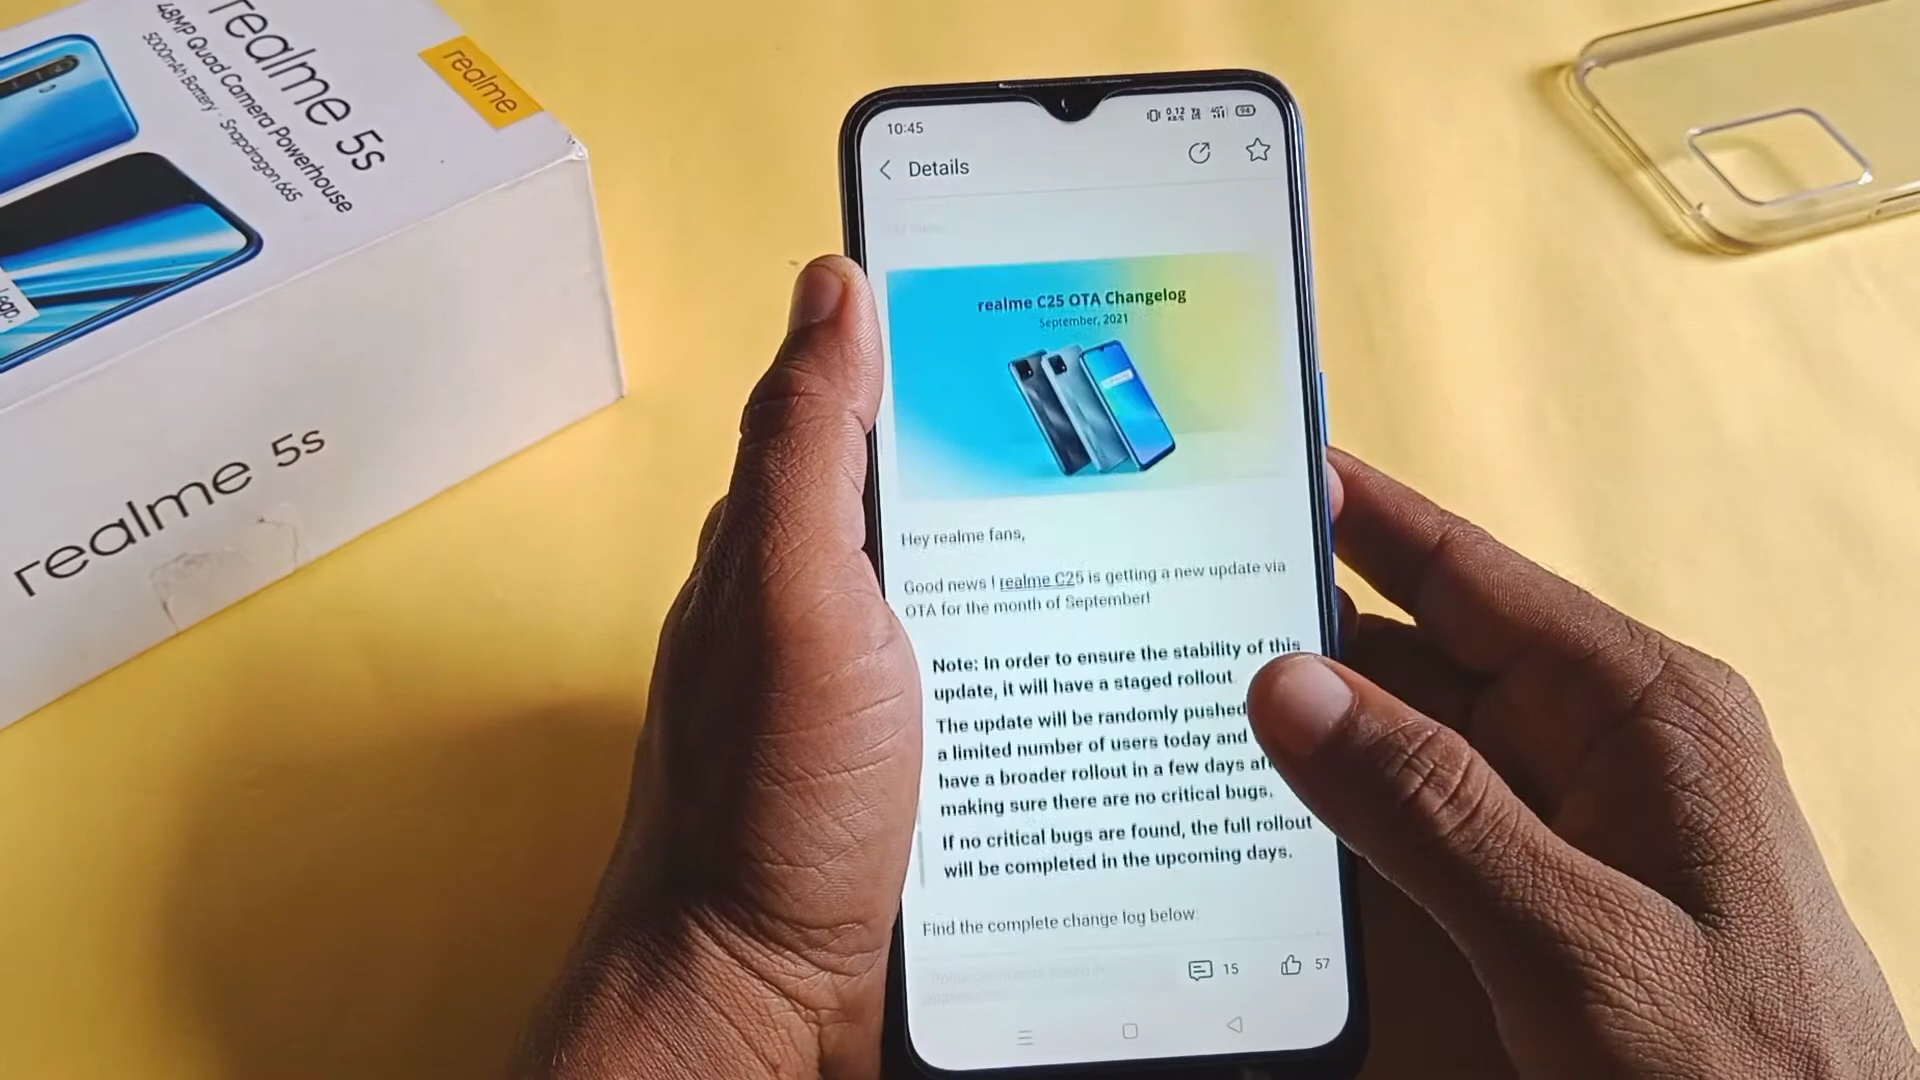 realme 5s
48MP Quad Camera Powerhouse
5000mAh Battery · Snapdragon 665
realme
realme 5s
10:45
0.12
KB/S
94
Details
realme C25 OTA Changelog
September, 2021
Hey realme fans,
Good news ! realme C25 is getting a new update via
OTA for the month of September!
Note: In order to ensure the stability of this
update, it will have a staged rollout.
The update will be randomly pushed
a limited number of users today and
have a broader rollout in a few days
making sure there are no critical bugs.
If no critical bugs are found, the full rollout
will be completed in the upcoming days.
Find the complete change log below:
15
57